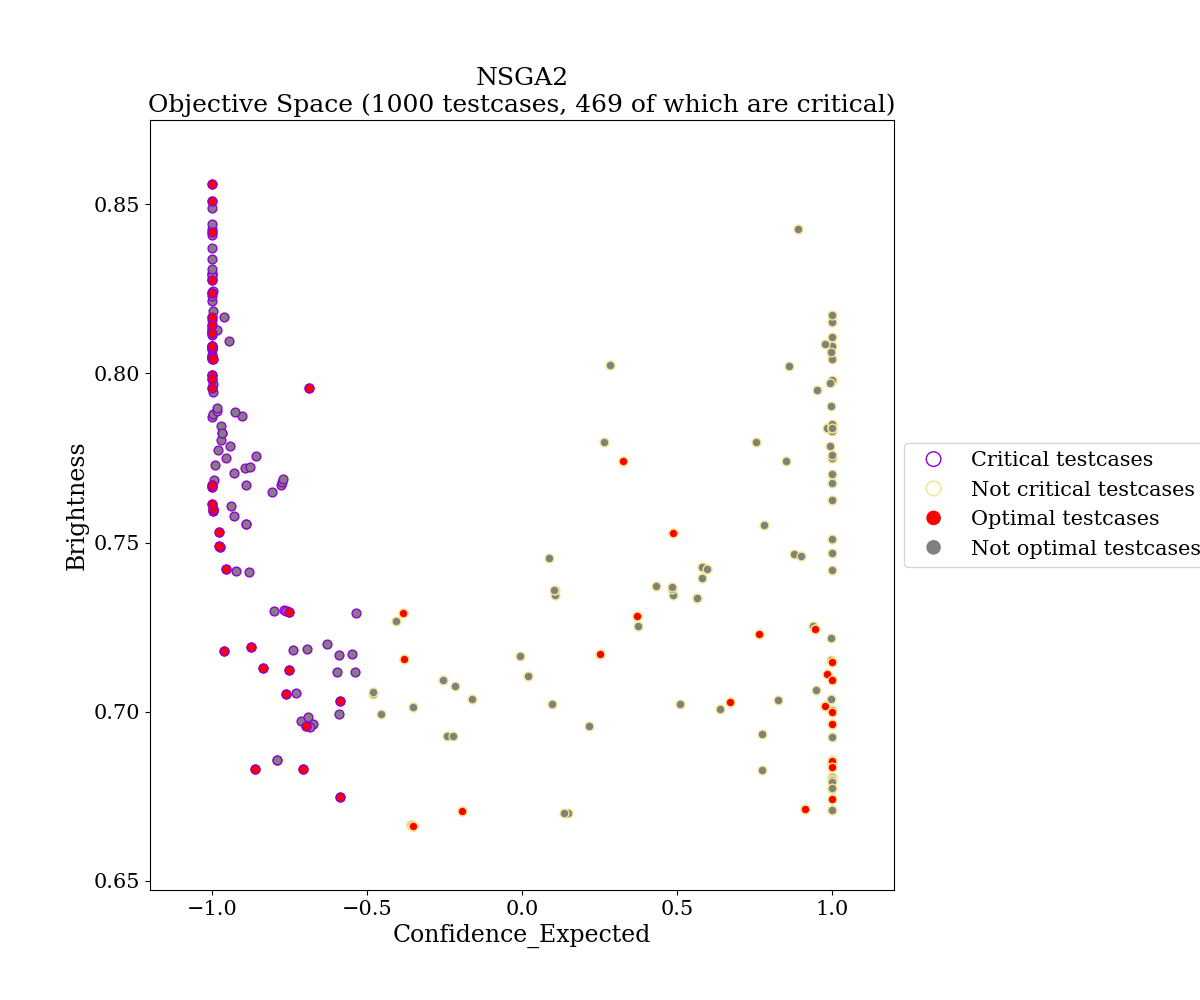 NSGA2
Objective Space (1000 testcases, 469 of which are critical)
0.85
0.80
0.75
0.70
0.65
Brightness
−1.0
−0.5
0.0
0.5
1.0
Confidence_Expected
Critical testcases
Not critical testcases
Optimal testcases
Not optimal testcases